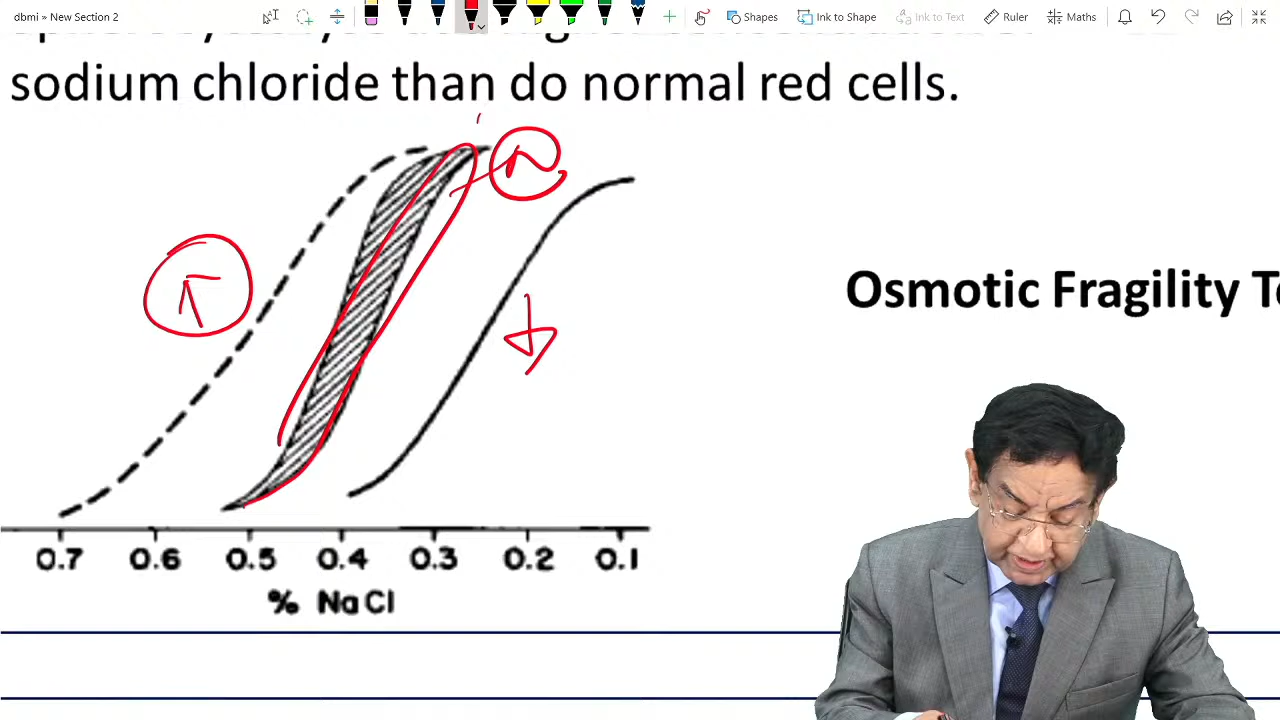 dbmi » New Section 2
Shapes Ink to Shape Ink to Text Ruler Maths
sodium chloride than do normal red cells.
N
↑
↓
Osmotic Fragility Te
0.7 0.6 0.5 0.4 0.3 0.2 0.1
% NaCl